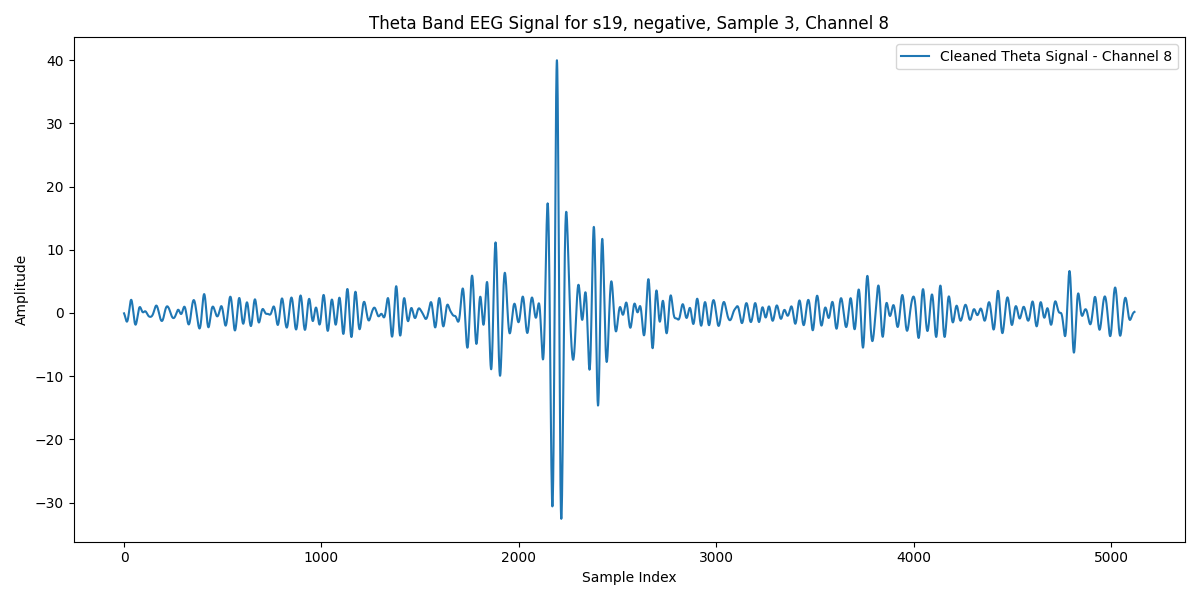 Theta Band EEG Signal for s19, negative, Sample 3, Channel 8
Cleaned Theta Signal - Channel 8
Amplitude
40
30
20
10
0
−10
−20
−30
0 1000 2000 3000 4000 5000
Sample Index